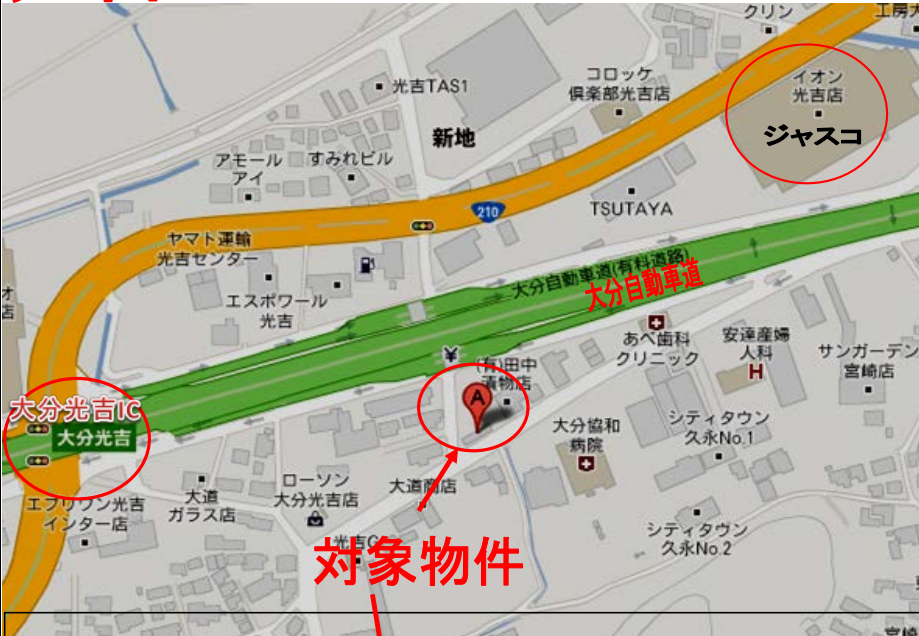 クリン
工房
イオン
光吉店
ジャスコ
コロッケ
倶楽部光吉店
光吉TAS1
新地
アモール
アイ
すみれビル
TSUTAYA
210
ヤマト運輸
光吉センター
エスポワール
光吉
大分自動車道(有料道路)
大分自動車道
¥
あべ歯科
クリニック
安達産婦
人科
H
サンガーデン
宮崎店
(有)田中
漬物店
A
大分光吉IC
大分光吉
大分協和
病院
シティタウン
久永No.1
エブリワン光吉
インター店
大道
ガラス店
ローソン
大分光吉店
大道商店
光吉G
シティタウン
久永No.2
対象物件